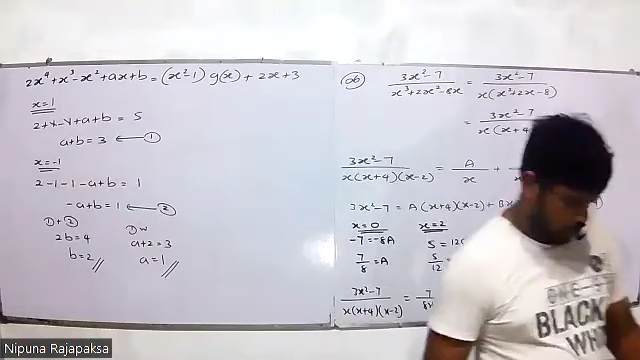 2x⁴+x³-x²+ax+b = (x²-1) g(x) + 2x+3
x=1
2+1-1+a+b = 5
a+b = 3 ← ①
x=-1
2-1-1-a+b = 1
-a+b = 1 ← ②
①+②
2b=4
b=2
①⇒
a+2=3
a=1
06
3x²-7 / x³+2x²-8x = 3x²-7 / x(x²+2x-8)
= 3x²-7 / x(x+4
3x²-7 / x(x+4)(x-2) = A / x +
3x²-7 = A(x+4)(x-2) + Bx
x=0
-7=-8A
7/8 = A
x=2
5 = 12
5/12
3x²-7 / x(x+4)(x-2) = 7 / 8x
BLACK
Nipuna Rajapaksa